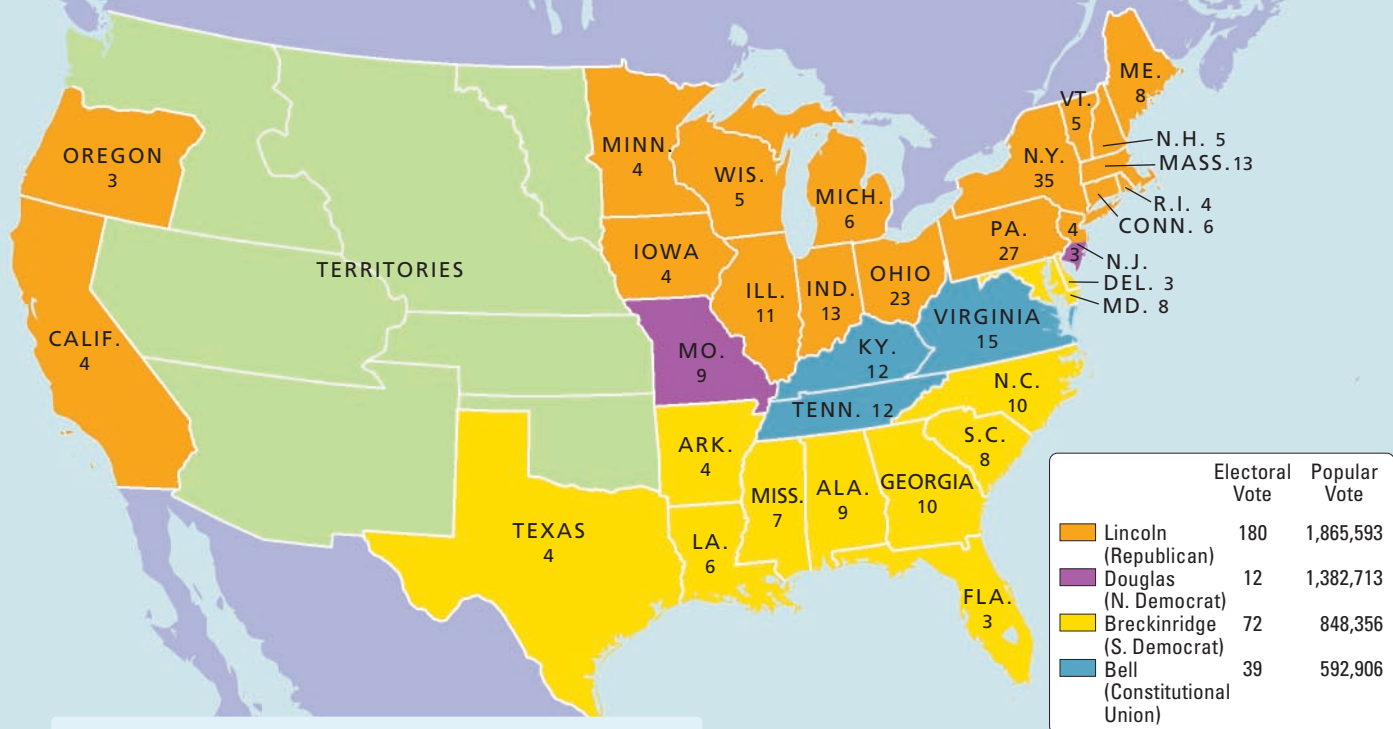 ME.
8
VT.
5
N.H. 5
MASS.13
N.Y.
35
R.I. 4
CONN. 6
OREGON
3
MINN.
4
WIS.
5
MICH.
6
PA.
27
4
3
N.J.
DEL. 3
MD. 8
IOWA
4
TERRITORIES
ILL.
11
IND.
13
OHIO
23
VIRGINIA
15
CALIF.
4
MO.
9
KY.
12
N.C.
10
TENN. 12
ARK.
4
S.C.
8
MISS.
7
ALA.
9
GEORGIA
10
TEXAS
4
LA.
6
FLA.
3
Electoral Popular
Vote Vote
Lincoln 180 1,865,593
(Republican)
Douglas 12 1,382,713
(N. Democrat)
Breckinridge 72 848,356
(S. Democrat)
Bell 39 592,906
(Constitutional
Union)